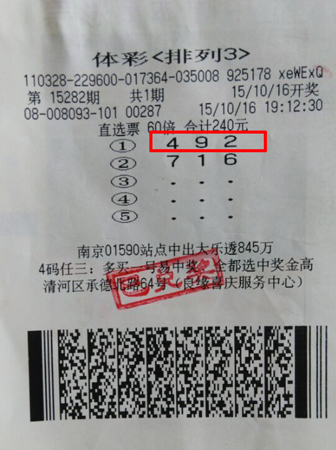 体彩<排列3>
110328-229600-017364-035008 925178 xeWExQ
第 15282期 共1期 15/10/16开奖
08-008093-101 00287 15/10/16 19:12:30
直选票 60倍 合计240元
① 4 9 2
② 7 1 6
③ . . .
④ . . .
⑤ . . .
南京01590站点中出大乐透845万
4码任三:多买一号易中奖,全都选中奖金高
清河区承德北路64号(良缘喜庆服务中心)
已兑奖